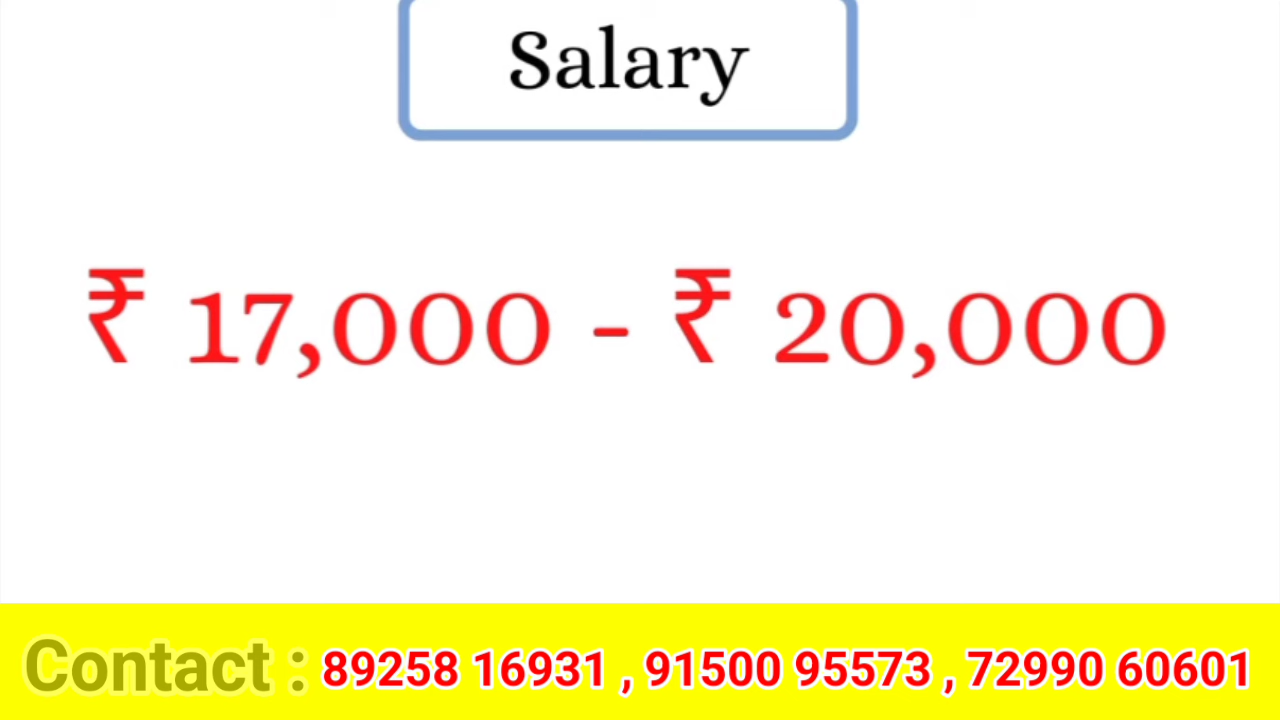 Salary
₹ 17,000 - ₹ 20,000
Contact : 89258 16931 , 91500 95573 , 72990 60601